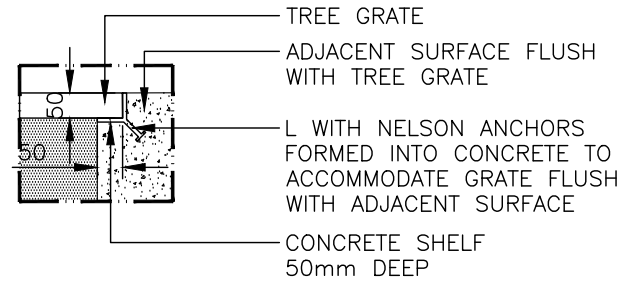 TREE GRATE
ADJACENT SURFACE FLUSH
WITH TREE GRATE
50
50
L WITH NELSON ANCHORS
FORMED INTO CONCRETE TO
ACCOMMODATE GRATE FLUSH
WITH ADJACENT SURFACE
CONCRETE SHELF
50mm DEEP